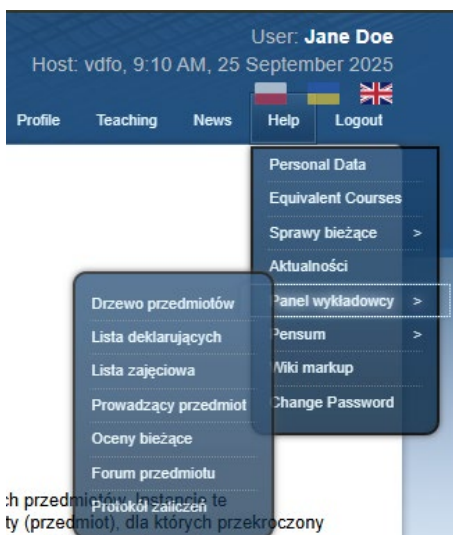 User: Jane Doe
Host: vdfo, 9:10 AM, 25 September 2025
Profile Teaching News Help Logout
Personal Data
Equivalent Courses
Sprawy bieżące >
Aktualności
Panel wykładowcy >
Pensum >
Wiki markup
Change Password
Drzewo przedmiotów
Lista deklarujących
Lista zajęciowa
Prowadzący przedmiot
Oceny bieżące
Forum przedmiotu
Protokół zaliczeń
ch przedmiotów. Instancje te
ty (przedmiot), dla których przekroczony